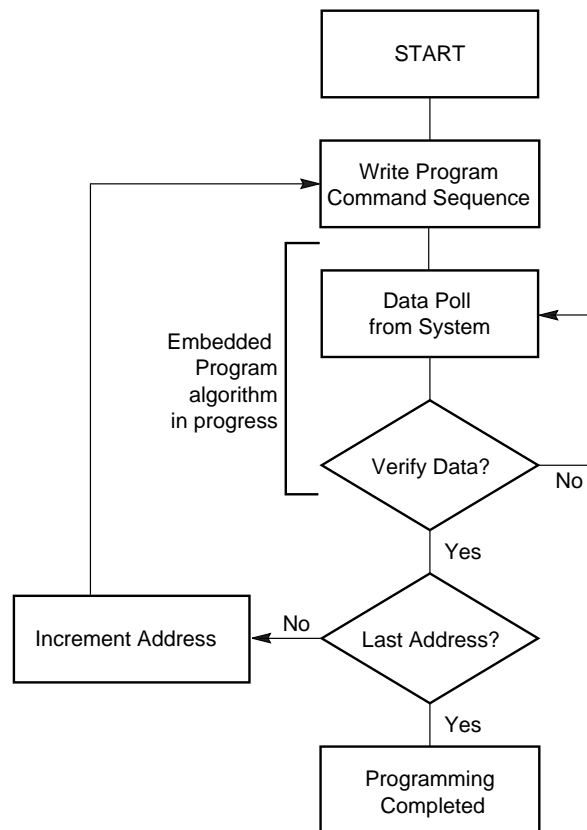 START
Write Program
Command Sequence
Data Poll
from System
Embedded
Program
algorithm
in progress
Verify Data?
No
Yes
Last Address?
No
Increment Address
Yes
Programming
Completed